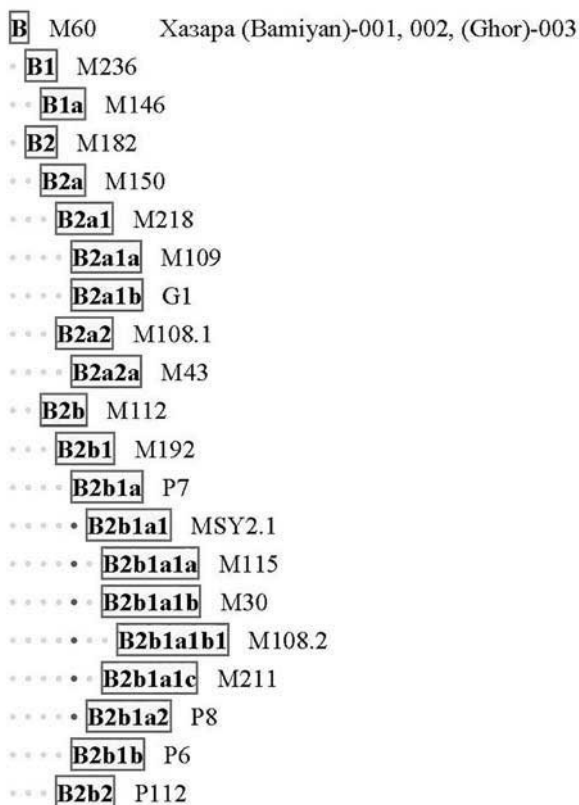 B M60 Хазара (Bamiyan)-001, 002, (Ghor)-003
B1 M236
B1a M146
B2 M182
B2a M150
B2a1 M218
B2a1a M109
B2a1b G1
B2a2 M108.1
B2a2a M43
B2b M112
B2b1 M192
B2b1a P7
B2b1a1 MSY2.1
B2b1a1a M115
B2b1a1b M30
B2b1a1b1 M108.2
B2b1a1c M211
B2b1a2 P8
B2b1b P6
B2b2 P112